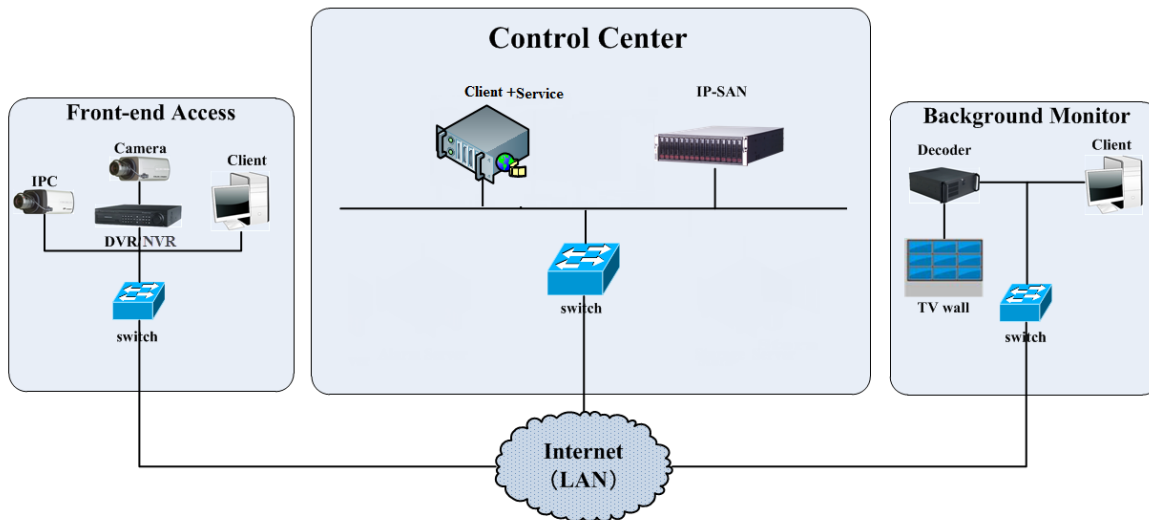 Control Center
Client +Service
IP-SAN
Front-end Access
Camera
Client
IPC
DVR/NVR
switch
switch
Background Monitor
Decoder
Client
TV wall
switch
Internet
（LAN）